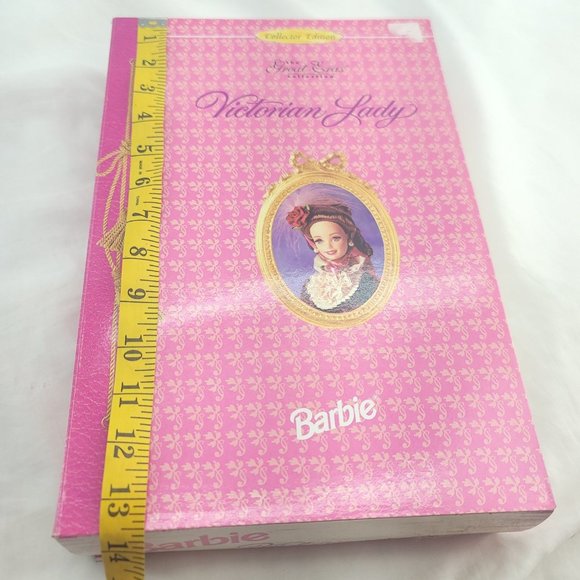 Collector Edition
THE
Great Eras
COLLECTION
Victorian Lady
Barbie
Barbie
1
2
3
4
5
6
7
8
9
10
11
12
13
14